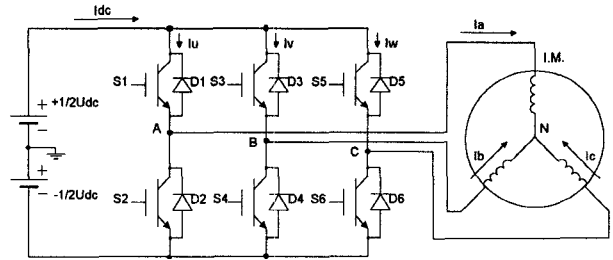 Idc
Iu
Iv
Iw
Ia
I.M.
S1
D1
S3
D3
S5
D5
+
+1/2Udc
-
A
B
C
N
Ib
Ic
+
-
-1/2Udc
S2
D2
S4
D4
S6
D6